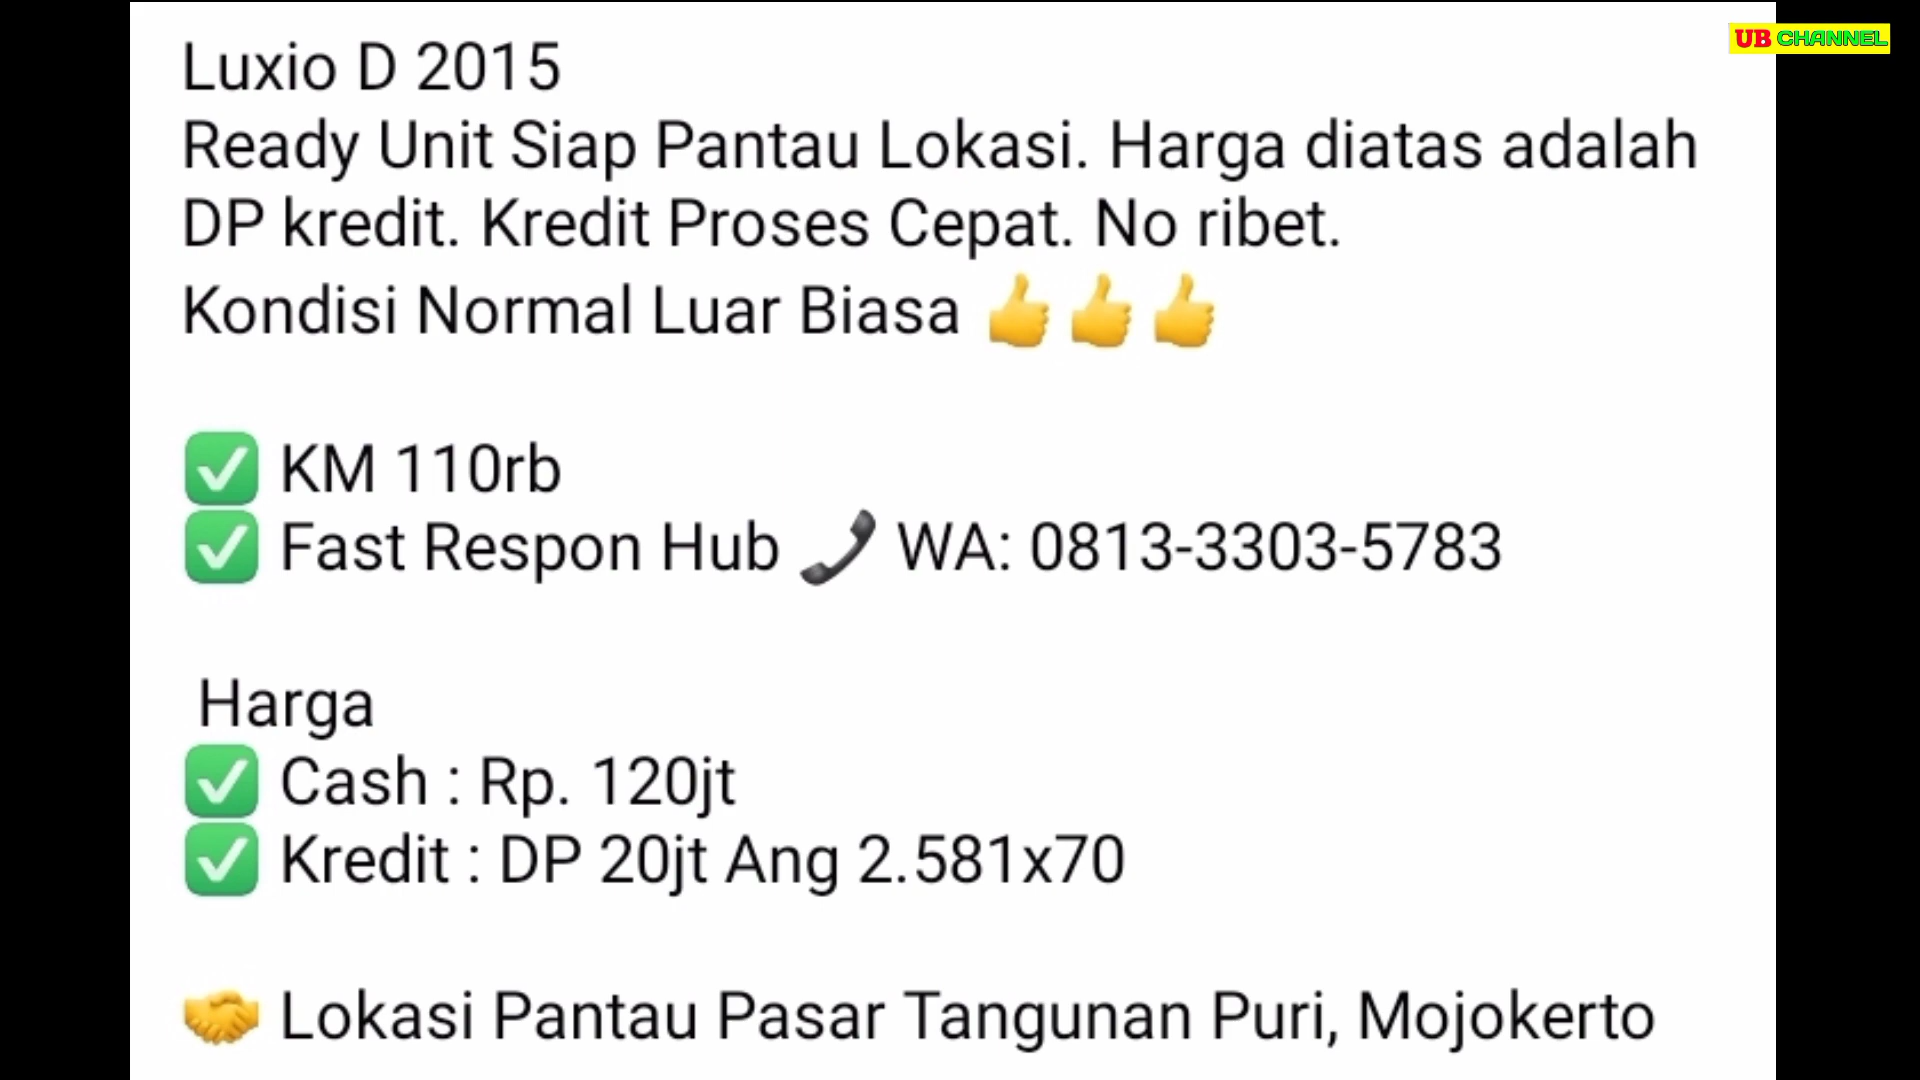 UB CHANNEL
Luxio D 2015
Ready Unit Siap Pantau Lokasi. Harga diatas adalah
DP kredit. Kredit Proses Cepat. No ribet.
Kondisi Normal Luar Biasa 👍👍👍
✅ KM 110rb
✅ Fast Respon Hub 📞 WA: 0813-3303-5783
Harga
✅ Cash : Rp. 120jt
✅ Kredit : DP 20jt Ang 2.581x70
🤝 Lokasi Pantau Pasar Tangunan Puri, Mojokerto